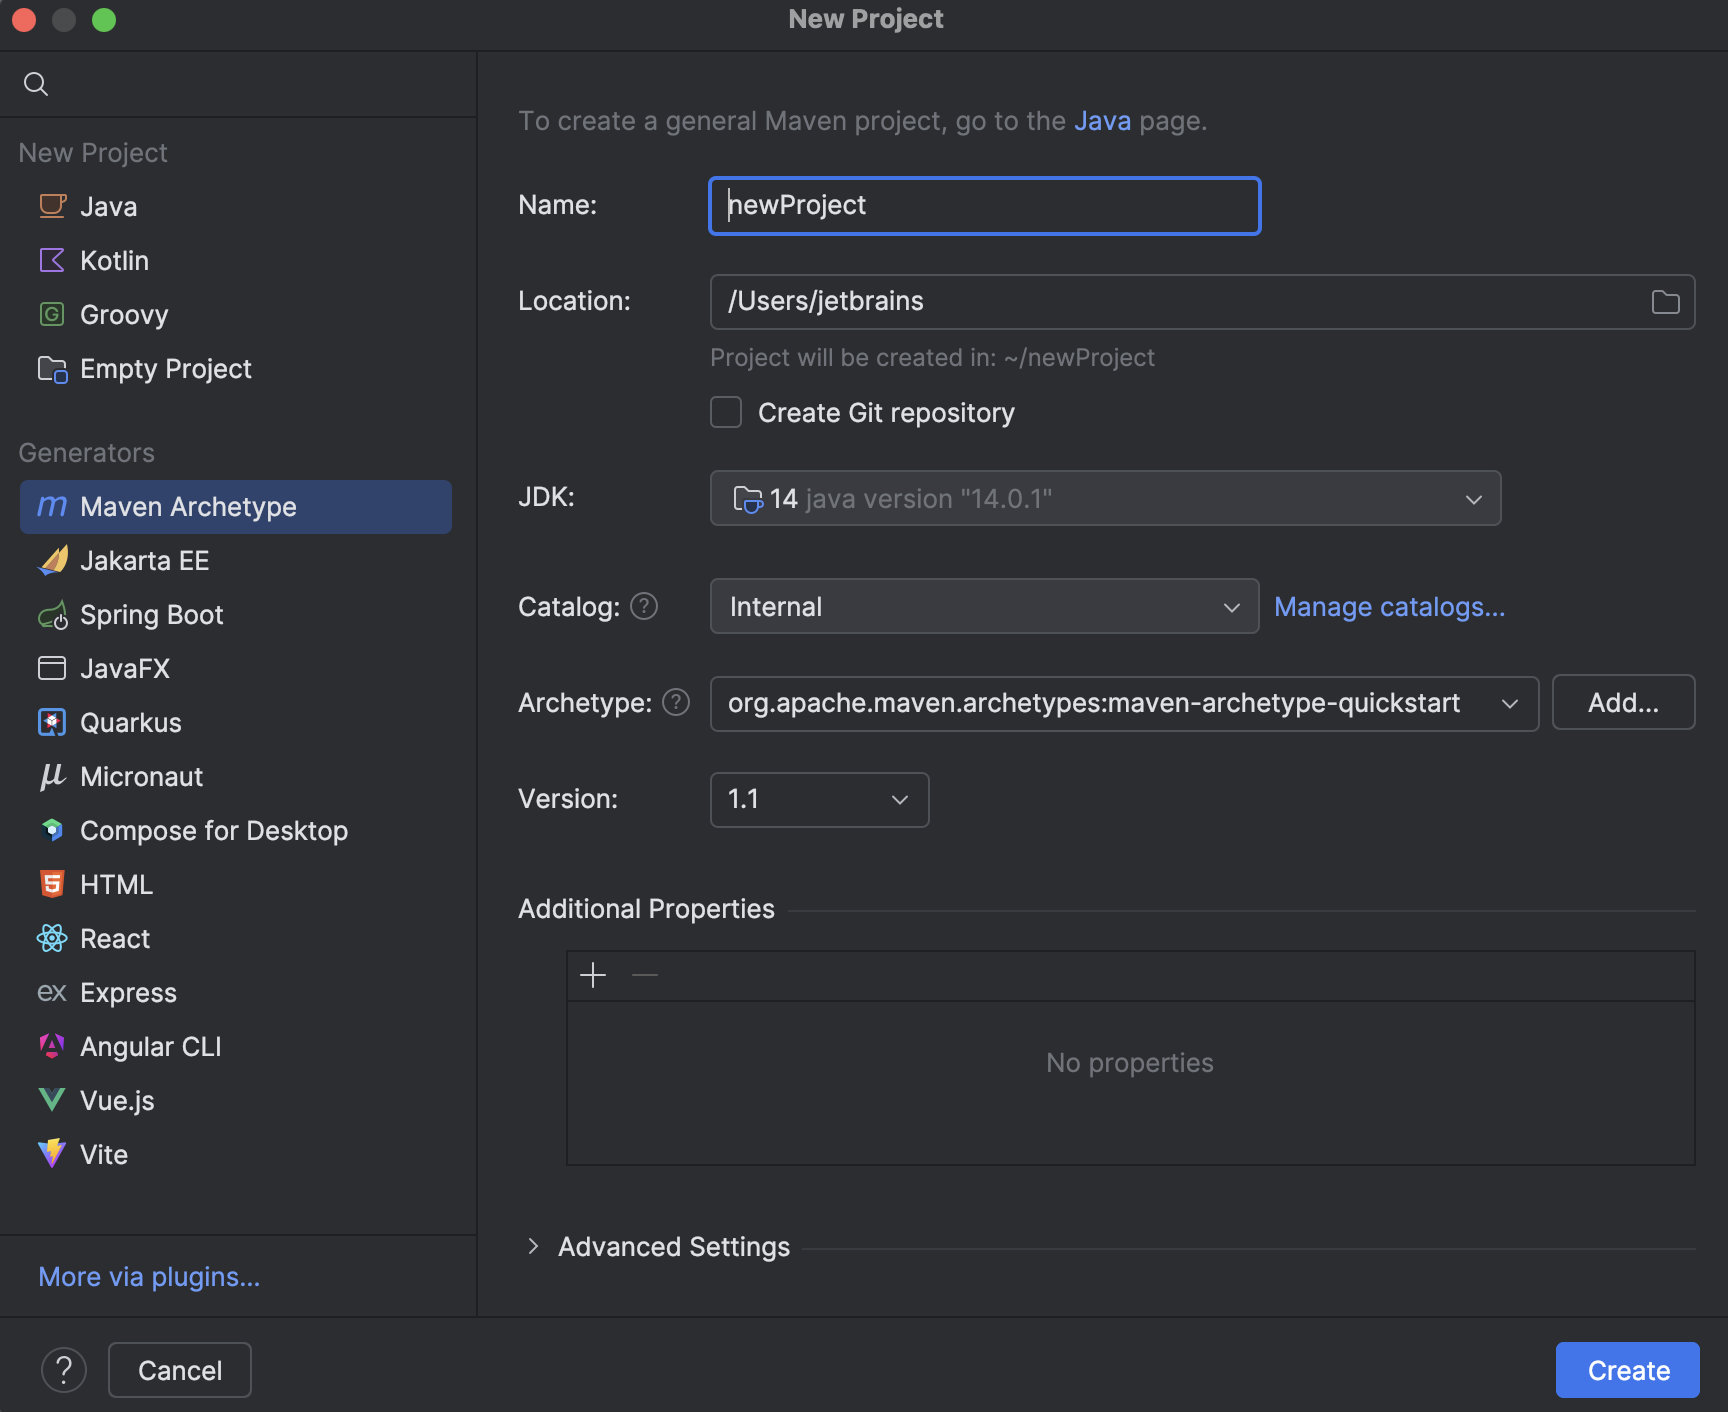 New Project
New Project
Java
Kotlin
G Groovy
Empty Project
Generators
m Maven Archetype
Jakarta EE
Spring Boot
JavaFX
Quarkus
μ Micronaut
Compose for Desktop
5 HTML
React
ex Express
A Angular CLI
Vue.js
Vite
More via plugins...
To create a general Maven project, go to the Java page.
Name: newProject
Location: /Users/jetbrains
Project will be created in: ~/newProject
Create Git repository
JDK: 14 java version "14.0.1"
Catalog: ? Internal Manage catalogs...
Archetype: ? org.apache.maven.archetypes:maven-archetype-quickstart Add...
Version: 1.1
Additional Properties
No properties
Advanced Settings
? Cancel Create